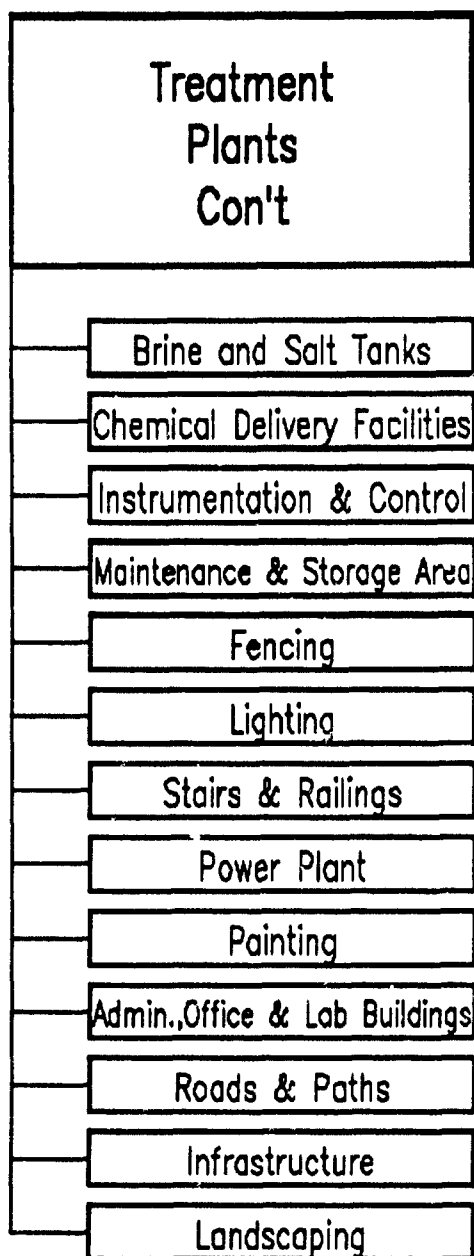 Treatment
Plants
Con't
Brine and Salt Tanks
Chemical Delivery Facilities
Instrumentation & Control
Maintenance & Storage Area
Fencing
Lighting
Stairs & Railings
Power Plant
Painting
Admin.,Office & Lab Buildings
Roads & Paths
Infrastructure
Landscaping